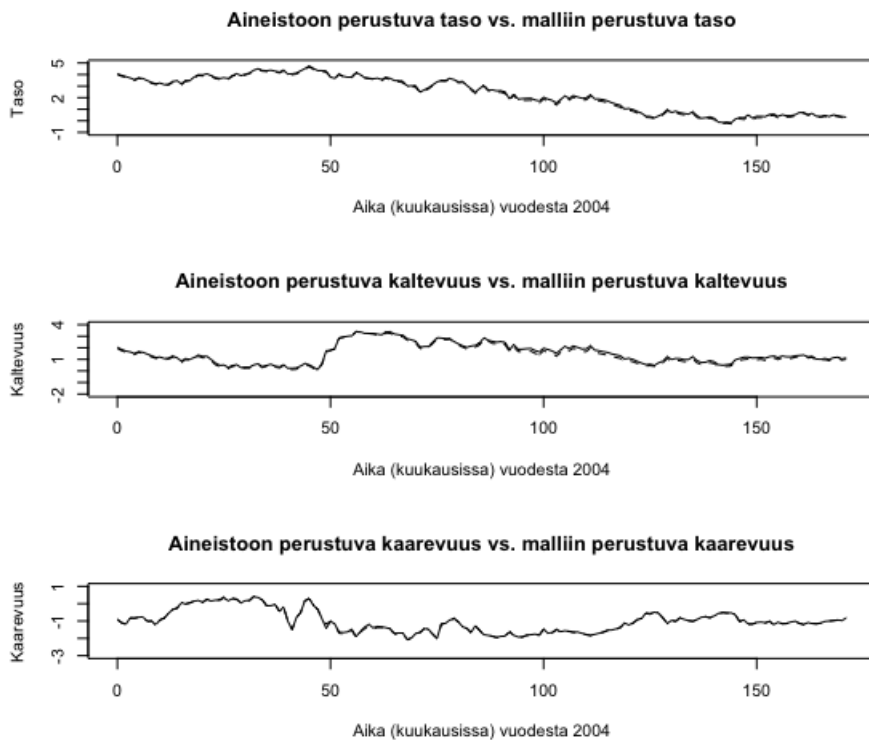 Aineistoon perustuva taso vs. malliin perustuva taso
Taso
5
2
-1
0 50 100 150
Aika (kuukausissa) vuodesta 2004
Aineistoon perustuva kaltevuus vs. malliin perustuva kaltevuus
Kaltevuus
4
1
-2
0 50 100 150
Aika (kuukausissa) vuodesta 2004
Aineistoon perustuva kaarevuus vs. malliin perustuva kaarevuus
Kaarevuus
1
-1
-3
0 50 100 150
Aika (kuukausissa) vuodesta 2004